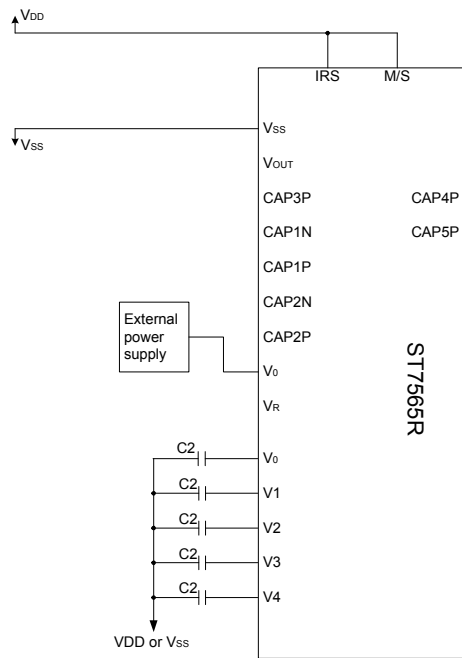 VDD
IRS M/S
VSS
VSS
VOUT
CAP3P CAP4P
CAP1N CAP5P
CAP1P
CAP2N
External
power
supply
CAP2P
V0
VR
ST7565R
C2 V0
C2 V1
C2 V2
C2 V3
C2 V4
VDD or VSS